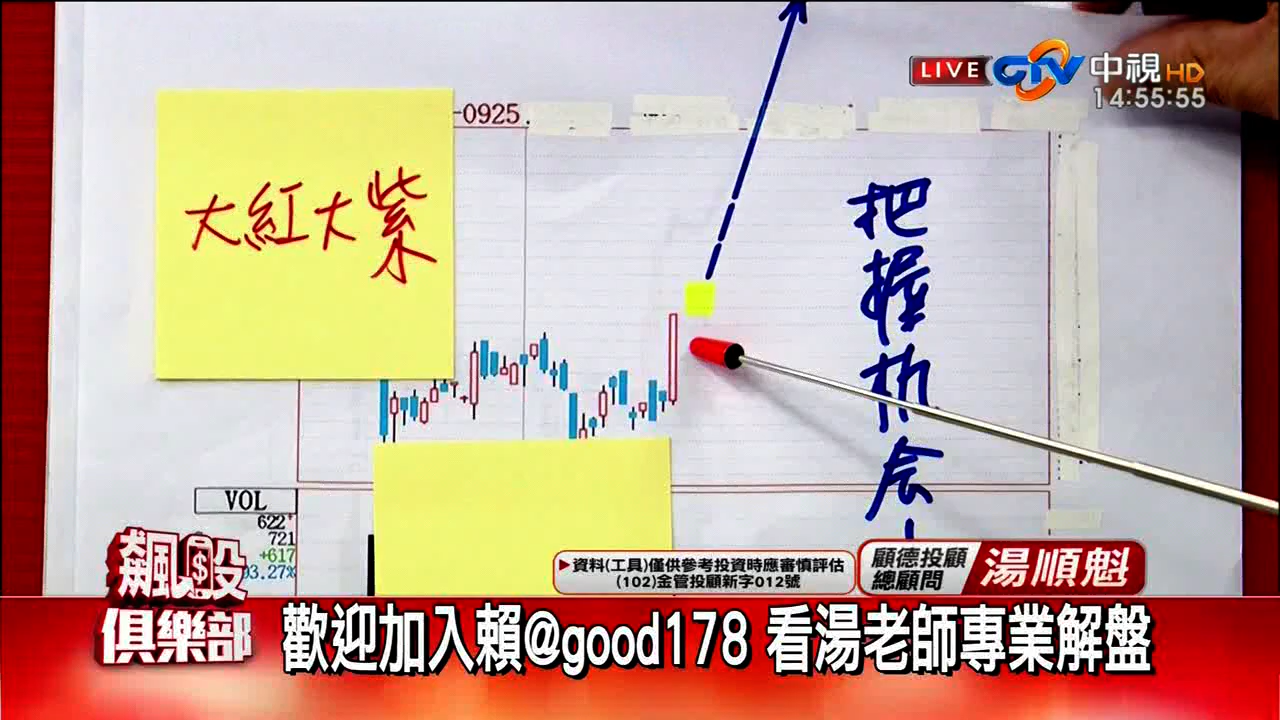 LIVE CTV 中視HD
14:55:55
-0925
大紅大紫
把握机会
VOL
622
721
+617
93.27%
飆股
俱樂部
▶資料(工具)僅供參考投資時應審慎評估
(102)金管投顧新字012號
顧德投顧
總顧問
湯順魁
歡迎加入賴@good178 看湯老師專業解盤